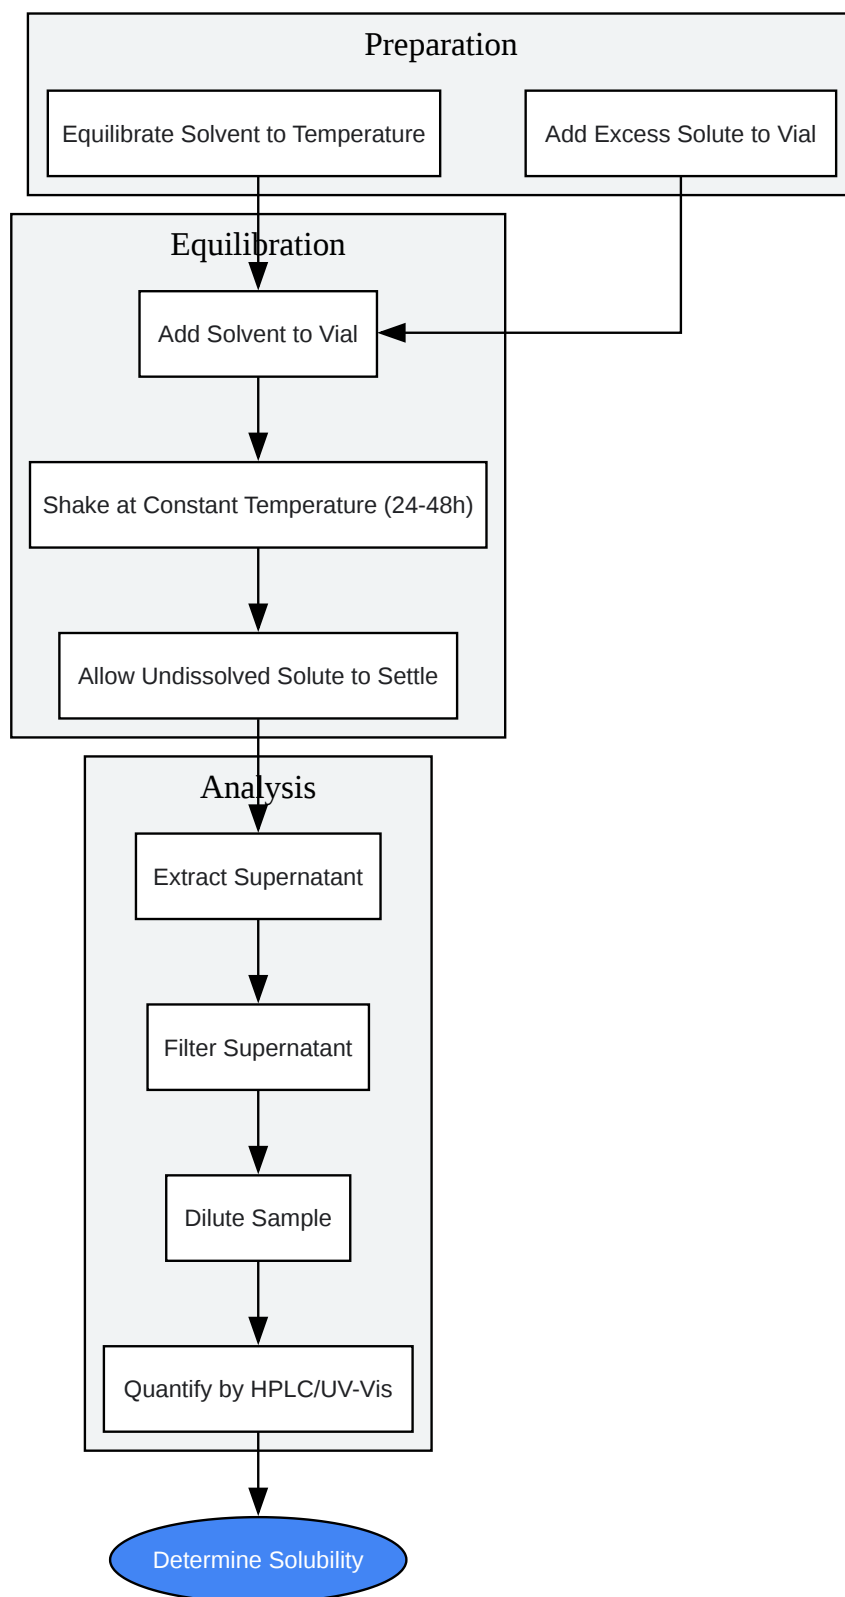 Preparation
Equilibrate Solvent to Temperature
Add Excess Solute to Vial
Equilibration
Add Solvent to Vial
Shake at Constant Temperature (24-48h)
Allow Undissolved Solute to Settle
Analysis
Extract Supernatant
Filter Supernatant
Dilute Sample
Quantify by HPLC/UV-Vis
Determine Solubility